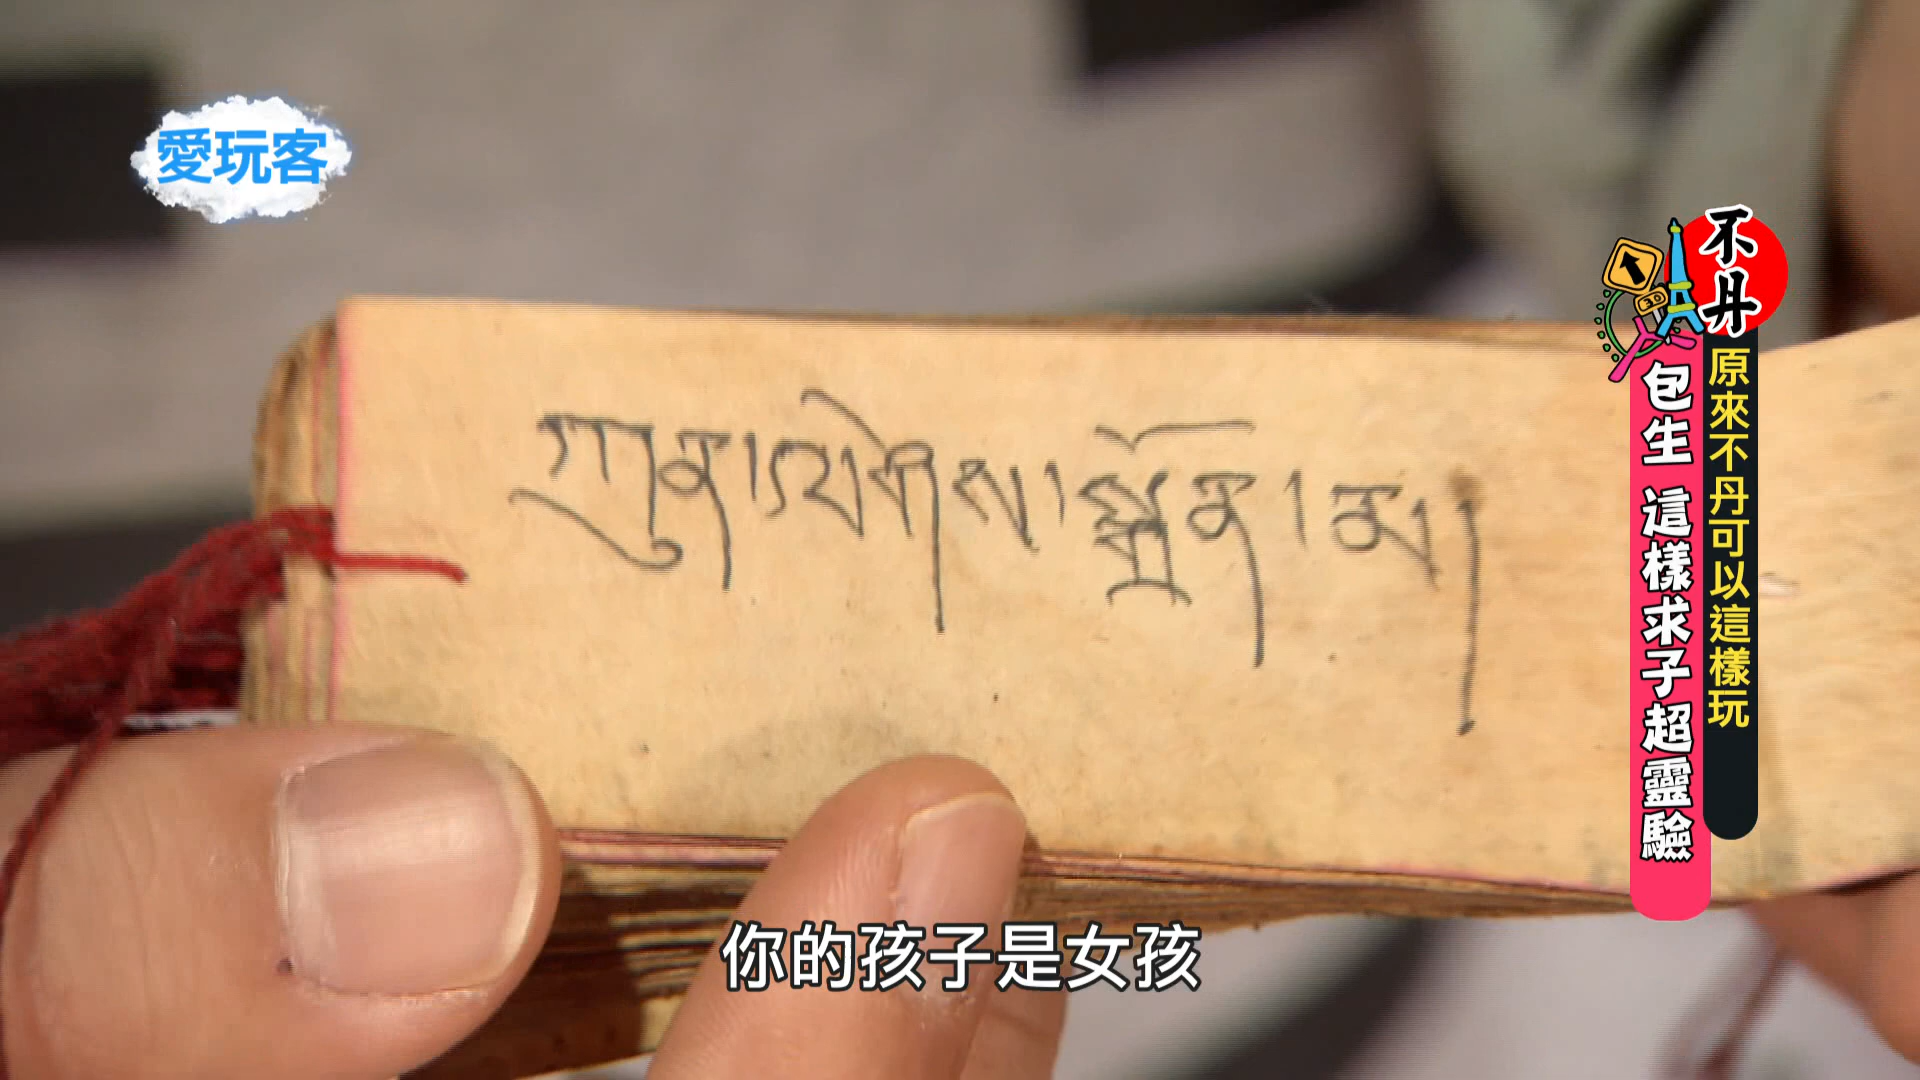 愛玩客
不丹
原來不丹可以這樣玩
包生 這樣求子超靈驗
ཀུན་ལེགས་སྒྲོན་མ།
你的孩子是女孩